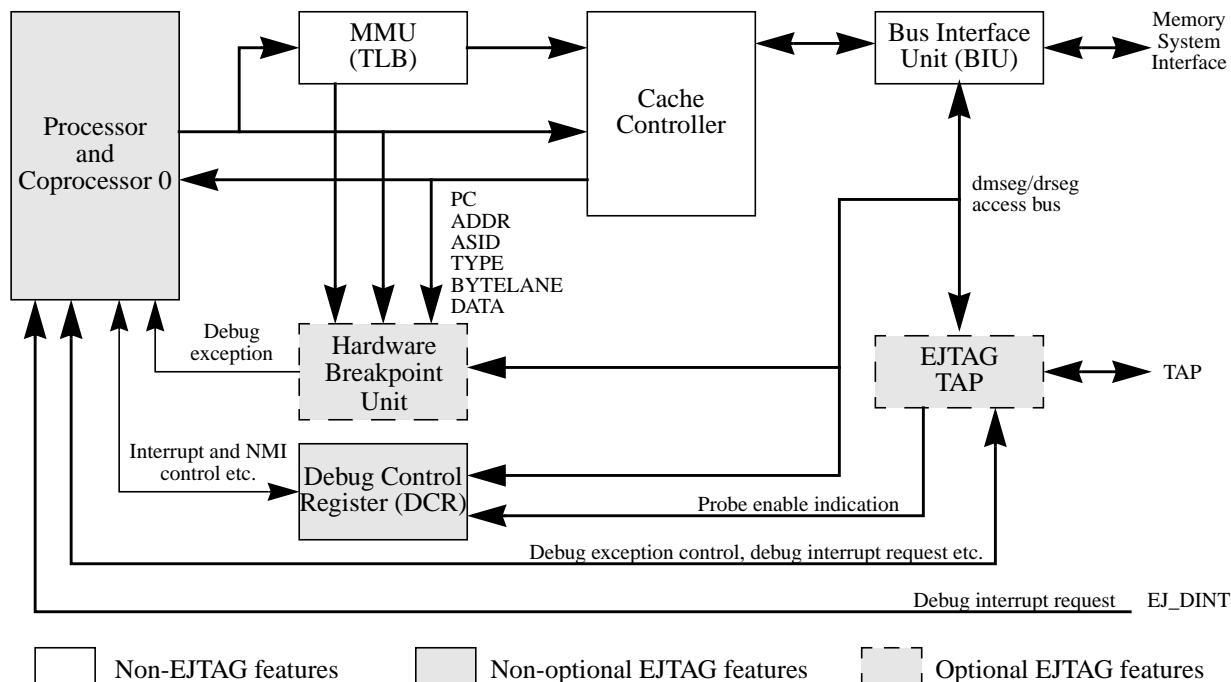 MMU
(TLB)
Bus Interface
Unit (BIU)
Memory
System
Interface
Cache
Controller
Processor
and
Coprocessor 0
PC
ADDR
ASID
TYPE
BYTELANE
DATA
dmseg/drseg
access bus
Debug
exception
Hardware
Breakpoint
Unit
EJTAG
TAP
TAP
Interrupt and NMI
control etc.
Debug Control
Register (DCR)
Probe enable indication
Debug exception control, debug interrupt request etc.
Debug interrupt request
EJ_DINT
Non-EJTAG features
Non-optional EJTAG features
Optional EJTAG features